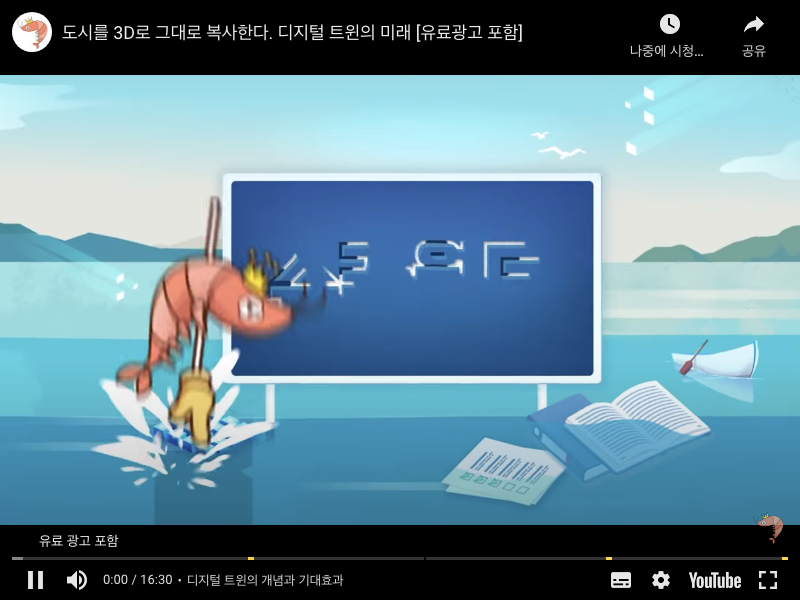 도시를 3D로 그대로 복사한다. 디지털 트윈의 미래 [유료광고 포함]
나중에 시청...
공유
유료 광고 포함
0:00 / 16:30 • 디지털 트윈의 개념과 기대효과
YouTube